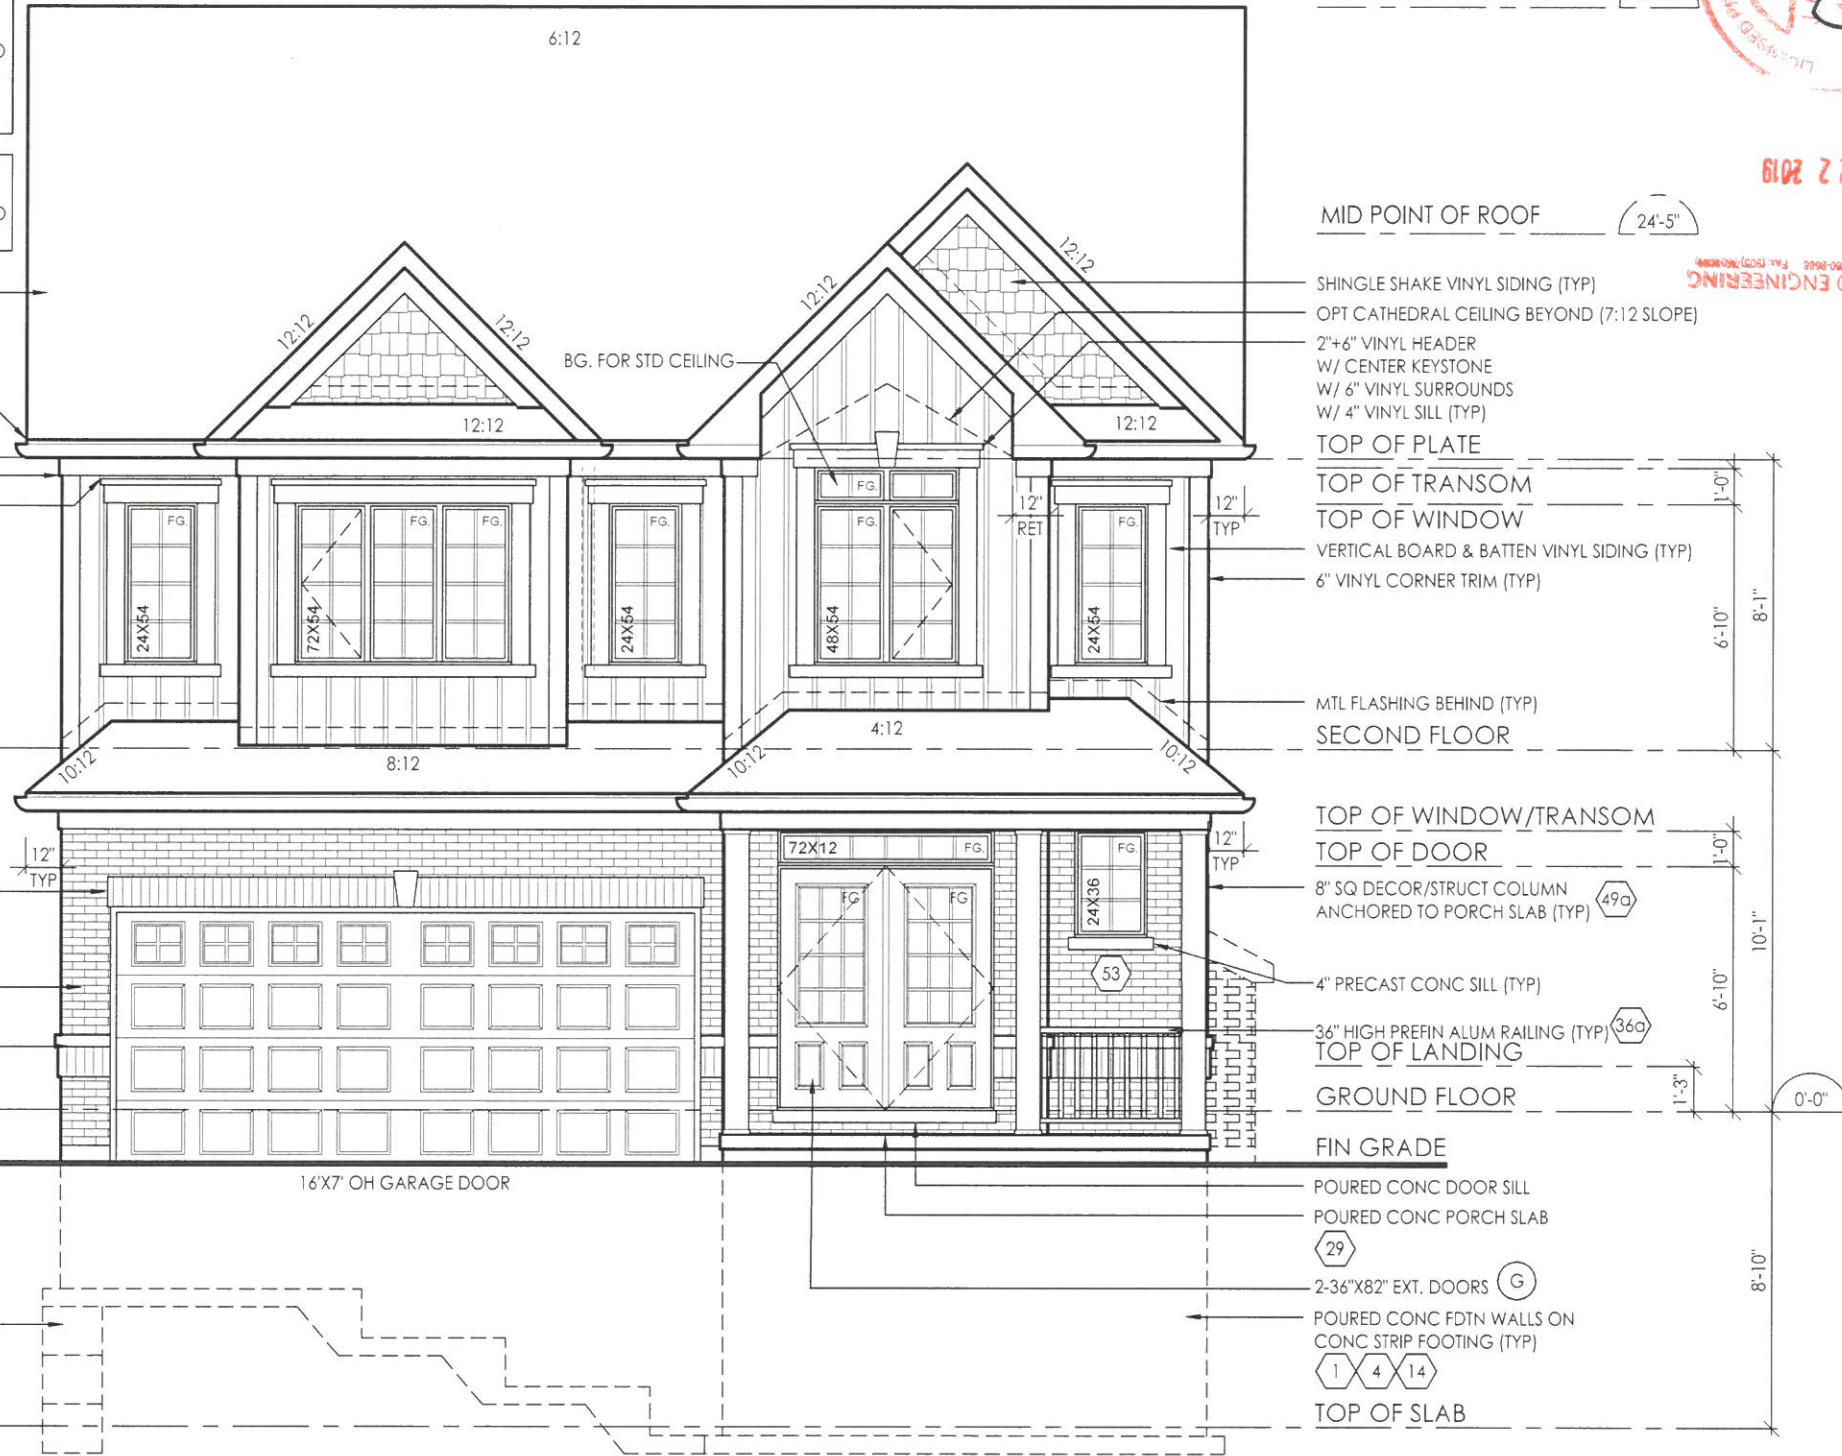 6:12
2 2019
MID POINT OF ROOF
24'-5"
ENGINEERING
12:12
12:12
12:12
12:12
SHINGLE SHAKE VINYL SIDING (TYP)
OPT CATHEDRAL CEILING BEYOND (7:12 SLOPE)
2"+6" VINYL HEADER
W/ CENTER KEYSTONE
W/ 6" VINYL SURROUNDS
W/ 4" VINYL SILL (TYP)
BG. FOR STD CEILING
12:12
12:12
TOP OF PLATE
TOP OF TRANSOM
1'-0"
TOP OF WINDOW
FG.
FG.
FG.
FG.
FG.
FG.
FG.
12"
RET
12"
TYP
VERTICAL BOARD & BATTEN VINYL SIDING (TYP)
6" VINYL CORNER TRIM (TYP)
24X54
72X54
24X54
48X54
24X54
6'-10"
8'-1"
MTL FLASHING BEHIND (TYP)
SECOND FLOOR
10:12
8:12
10:12
4:12
10:12
TOP OF WINDOW/TRANSOM
TOP OF DOOR
1'-0"
12"
TYP
72X12
FG.
FG.
12"
TYP
FG
FG
24X36
8" SQ DECOR/STRUCT COLUMN
ANCHORED TO PORCH SLAB (TYP)
49a
53
4" PRECAST CONC SILL (TYP)
6'-10"
10'-1"
36" HIGH PREFIN ALUM RAILING (TYP)
36a
TOP OF LANDING
1'-3"
GROUND FLOOR
0'-0"
FIN GRADE
16'X7' OH GARAGE DOOR
POURED CONC DOOR SILL
POURED CONC PORCH SLAB
29
2-36"X82" EXT. DOORS
G
POURED CONC FDTN WALLS ON
CONC STRIP FOOTING (TYP)
1
4
14
8'-10"
TOP OF SLAB